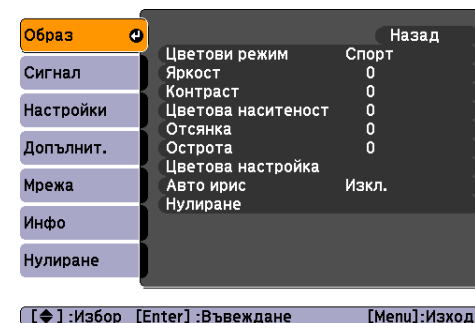 Образ
Сигнал
Настройки
Допълнит.
Мрежа
Инфо
Нулиране
Назад
Цветови режим Спорт
Яркост 0
Контраст 0
Цветова наситеност 0
Отсянка 0
Острота 0
Цветова настройка
Авто ирис Изкл.
Нулиране
[◆] :Избор [Enter] :Въвеждане [Menu]:Изход